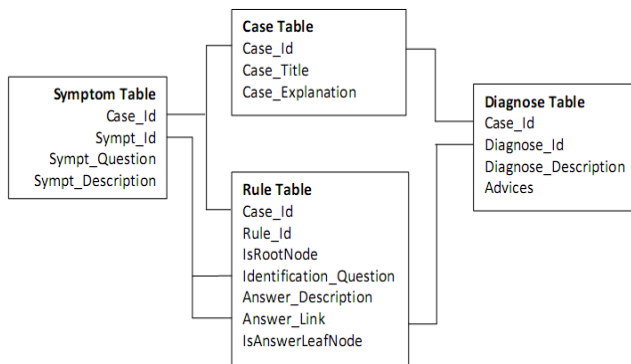 Case Table
Case_Id
Case_Title
Case_Explanation
Symptom Table
Case_Id
Sympt_Id
Sympt_Question
Sympt_Description
Diagnose Table
Case_Id
Diagnose_Id
Diagnose_Description
Advices
Rule Table
Case_Id
Rule_Id
IsRootNode
Identification_Question
Answer_Description
Answer_Link
IsAnswerLeafNode